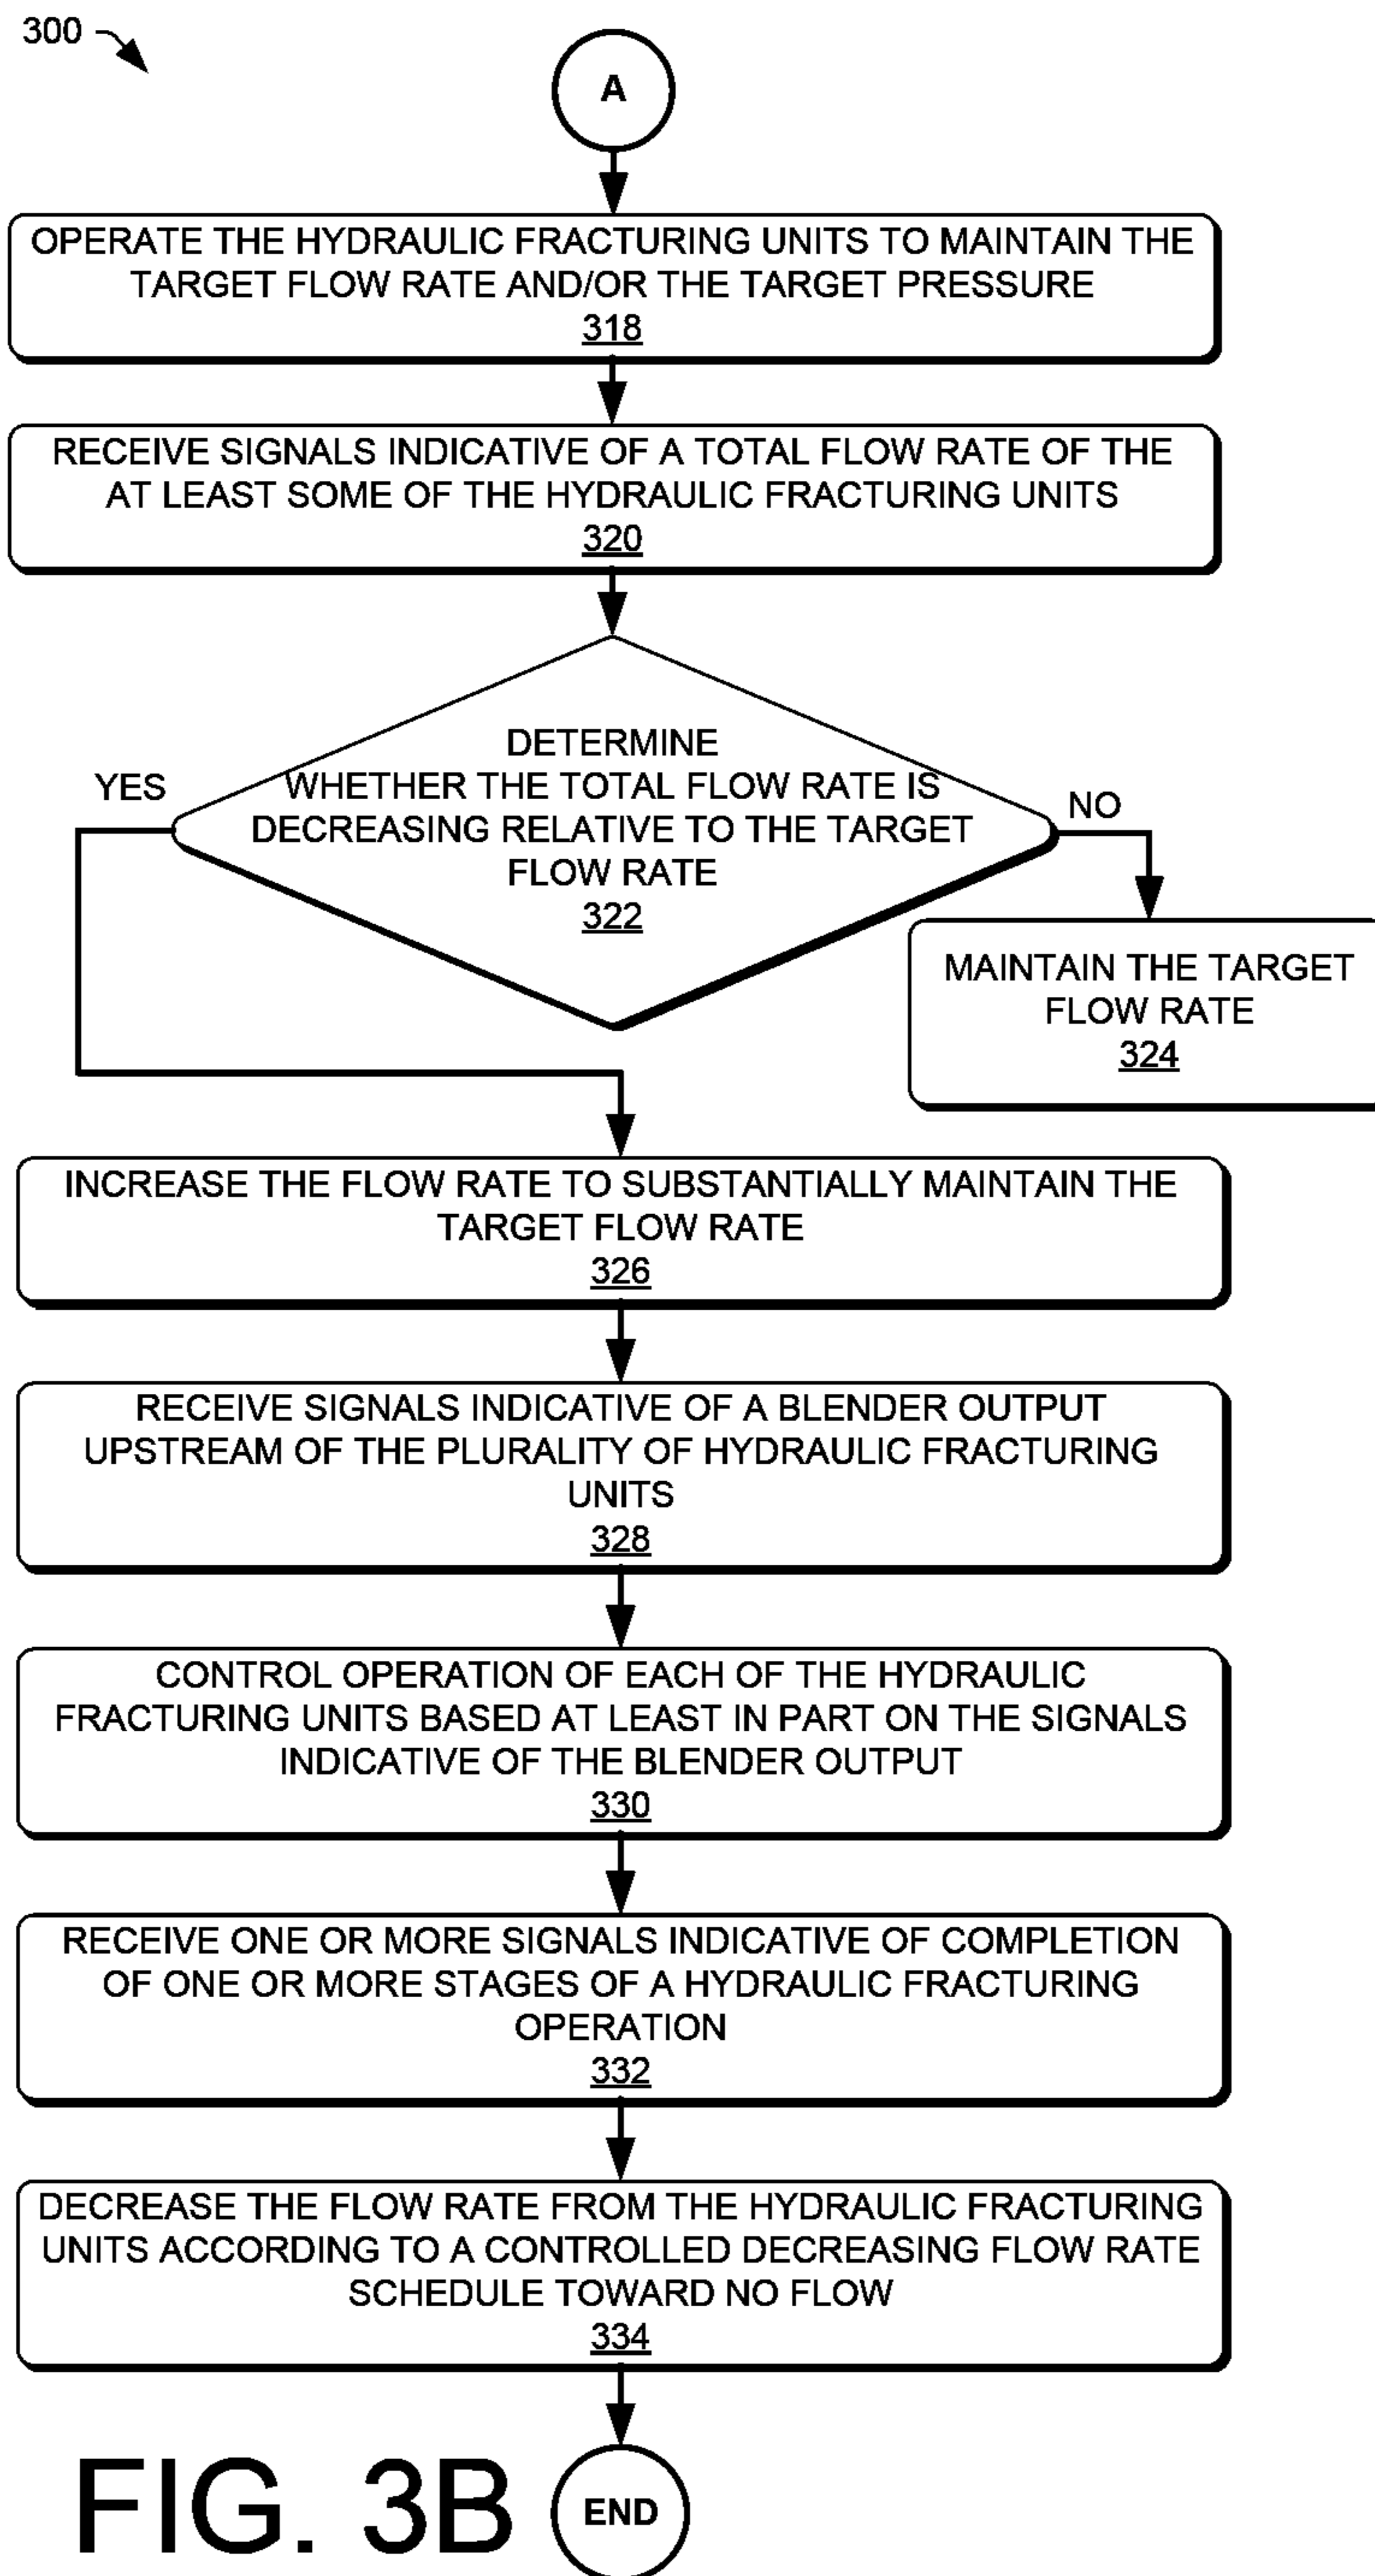 300
A
OPERATE THE HYDRAULIC FRACTURING UNITS TO MAINTAIN THE
TARGET FLOW RATE AND/OR THE TARGET PRESSURE
318
RECEIVE SIGNALS INDICATIVE OF A TOTAL FLOW RATE OF THE
AT LEAST SOME OF THE HYDRAULIC FRACTURING UNITS
320
DETERMINE
WHETHER THE TOTAL FLOW RATE IS
DECREASING RELATIVE TO THE TARGET
FLOW RATE
322
YES
NO
MAINTAIN THE TARGET
FLOW RATE
324
INCREASE THE FLOW RATE TO SUBSTANTIALLY MAINTAIN THE
TARGET FLOW RATE
326
RECEIVE SIGNALS INDICATIVE OF A BLENDER OUTPUT
UPSTREAM OF THE PLURALITY OF HYDRAULIC FRACTURING
UNITS
328
CONTROL OPERATION OF EACH OF THE HYDRAULIC
FRACTURING UNITS BASED AT LEAST IN PART ON THE SIGNALS
INDICATIVE OF THE BLENDER OUTPUT
330
RECEIVE ONE OR MORE SIGNALS INDICATIVE OF COMPLETION
OF ONE OR MORE STAGES OF A HYDRAULIC FRACTURING
OPERATION
332
DECREASE THE FLOW RATE FROM THE HYDRAULIC FRACTURING
UNITS ACCORDING TO A CONTROLLED DECREASING FLOW RATE
SCHEDULE TOWARD NO FLOW
334
END
FIG. 3B